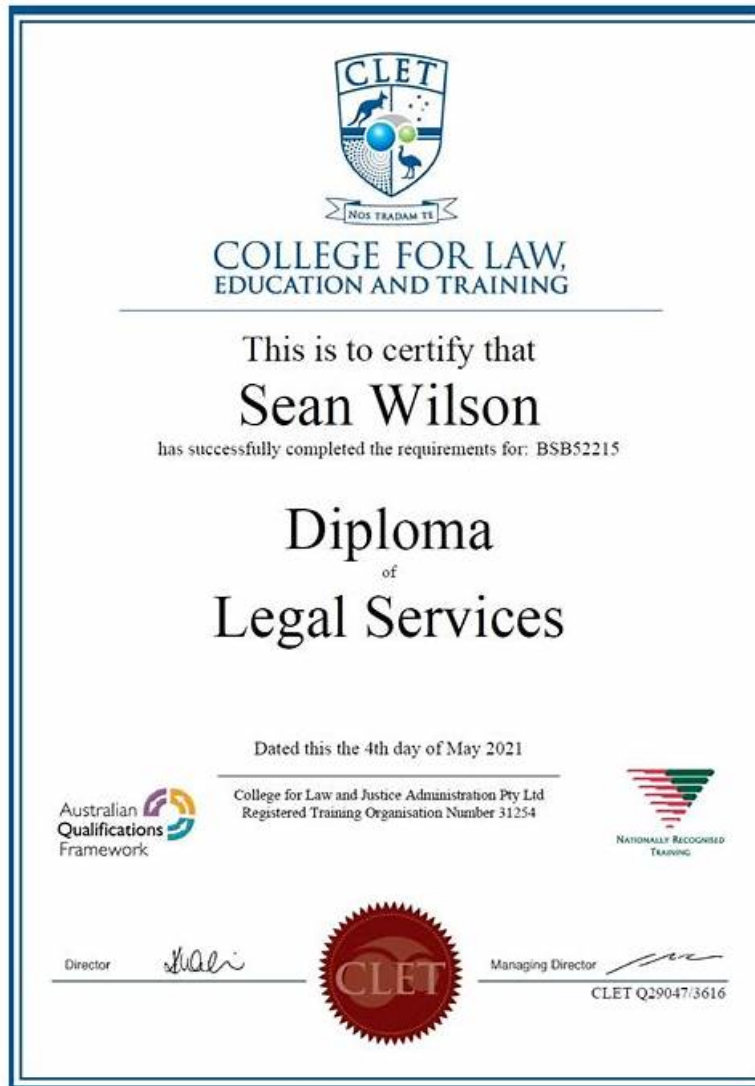 CLET
NOS TRADAM TE
COLLEGE FOR LAW,
EDUCATION AND TRAINING
This is to certify that
Sean Wilson
has successfully completed the requirements for: BSB52215
Diploma
of
Legal Services
Dated this the 4th day of May 2021
College for Law and Justice Administration Pty Ltd
Registered Training Organisation Number 31254
Australian
Qualifications
Framework
NATIONALLY RECOGNISED
TRAINING
Director
CLET
Managing Director
CLET Q29047/3616